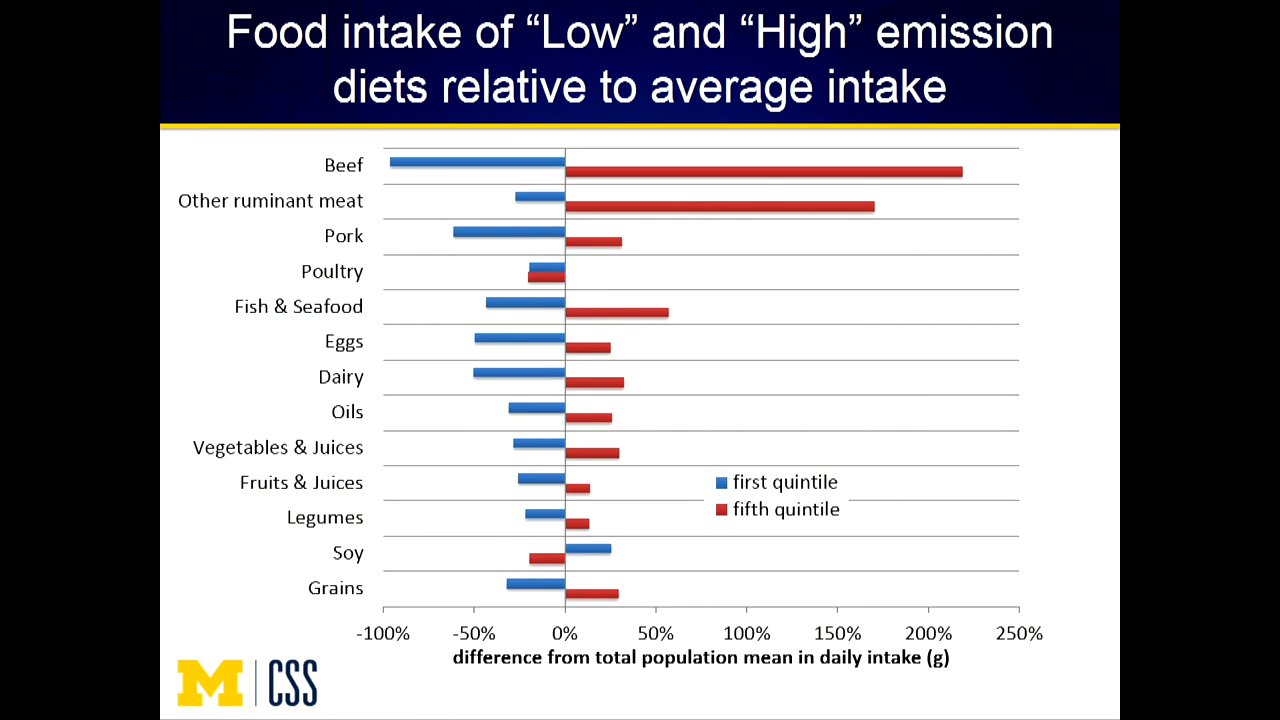 Food intake of “Low” and “High” emission
diets relative to average intake
Beef
Other ruminant meat
Pork
Poultry
Fish & Seafood
Eggs
Dairy
Oils
Vegetables & Juices
Fruits & Juices
Legumes
Soy
Grains
first quintile
fifth quintile
-100% -50% 0% 50% 100% 150% 200% 250%
difference from total population mean in daily intake (g)
M CSS